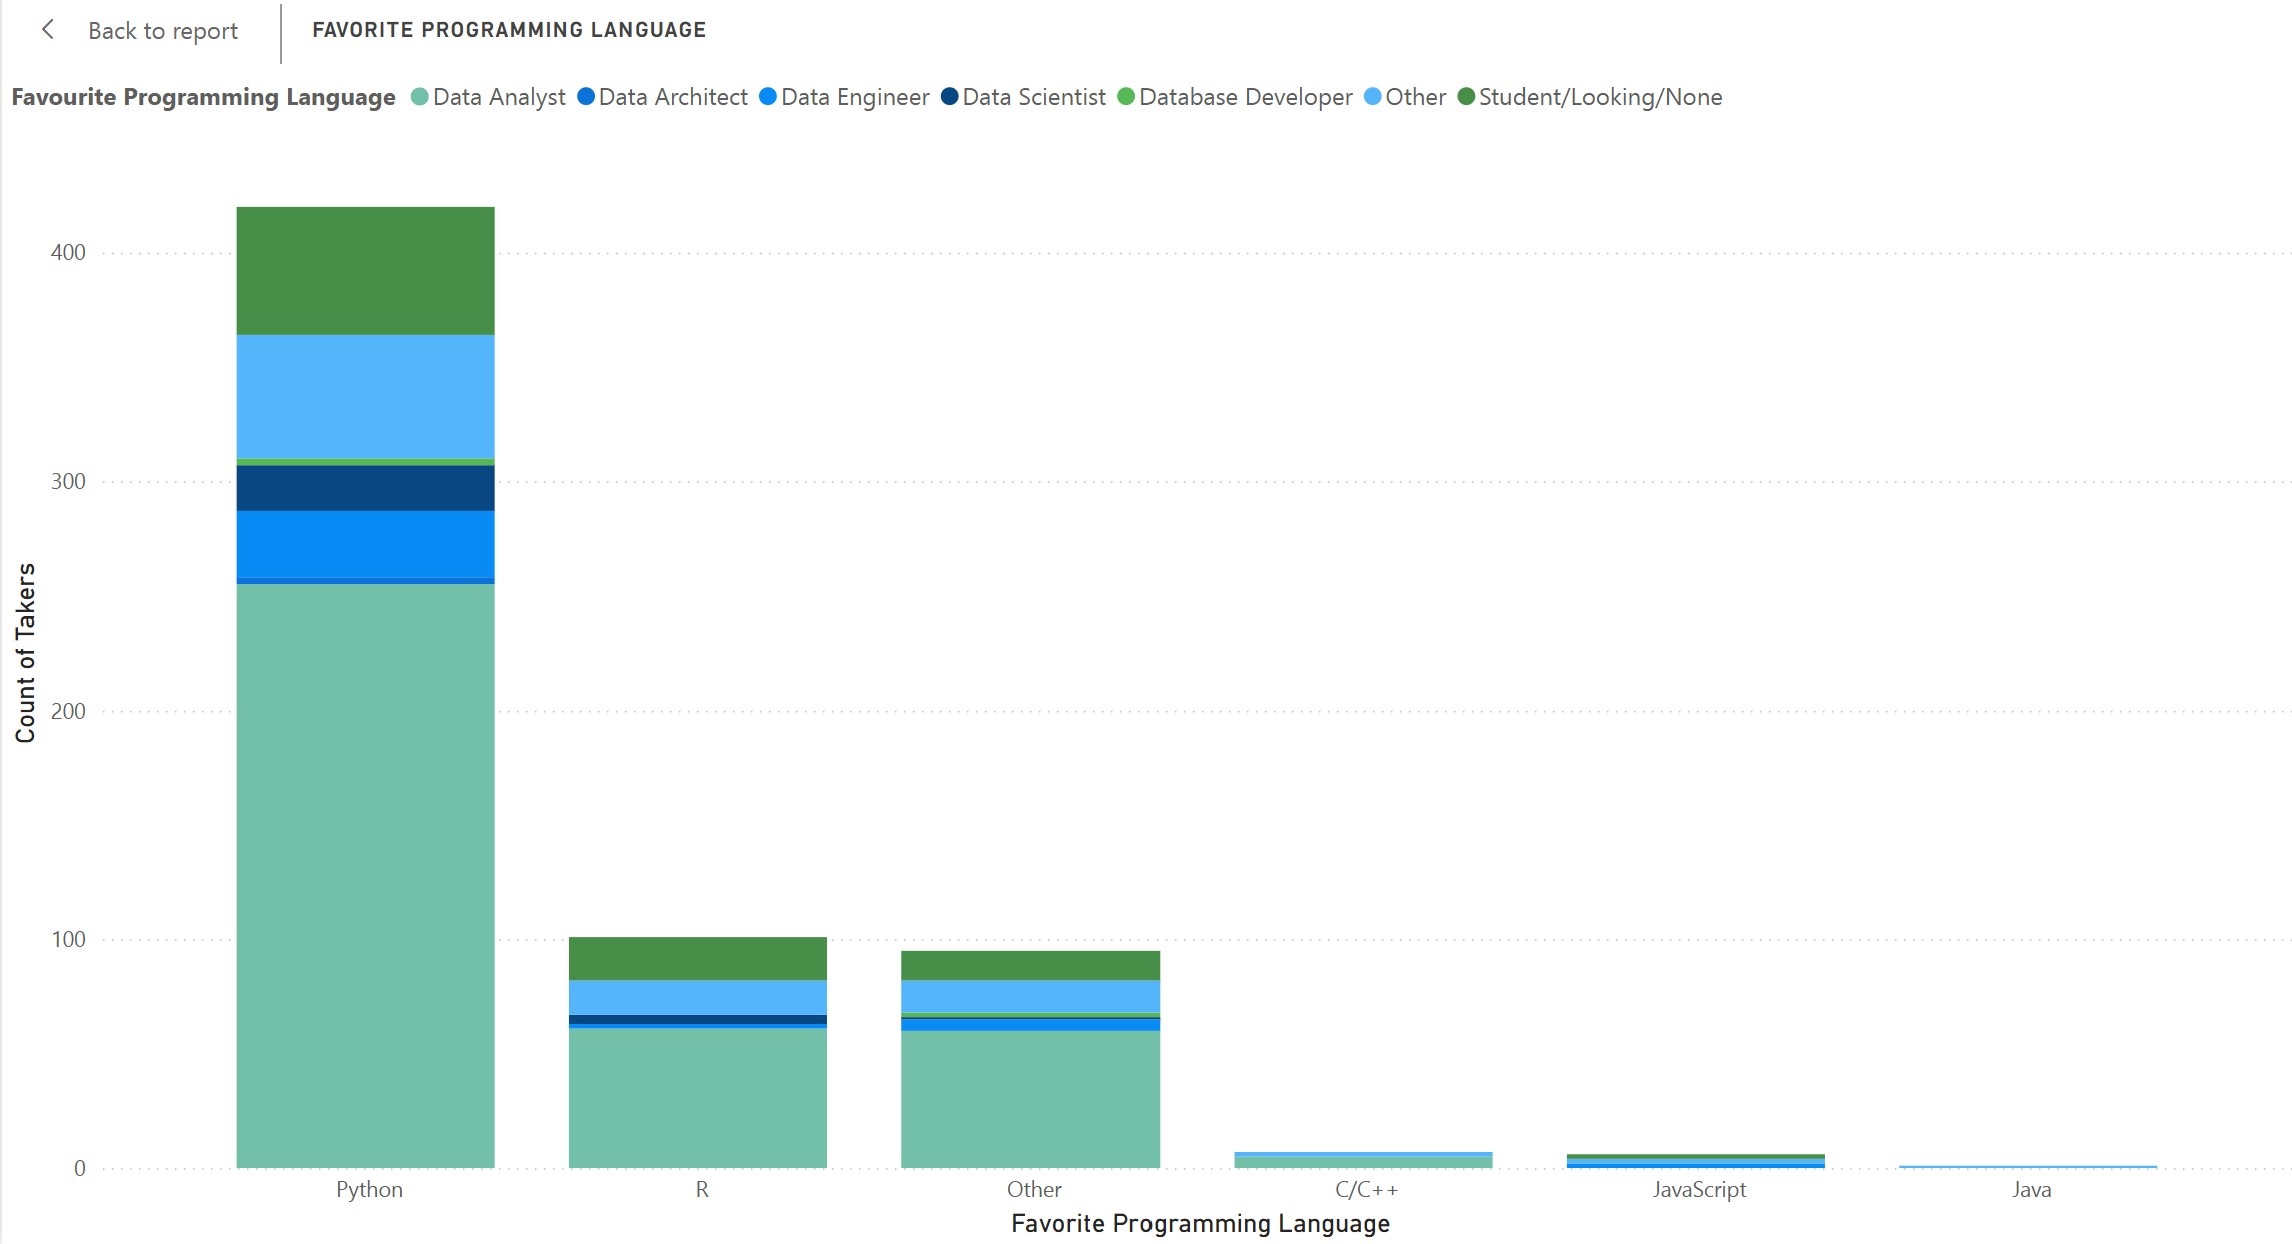 Back to report
FAVORITE PROGRAMMING LANGUAGE
Favourite Programming Language Data Analyst Data Architect Data Engineer Data Scientist Database Developer Other Student/Looking/None
400
300
200
100
0
Count of Takers
Python R Other C/C++ JavaScript Java
Favorite Programming Language